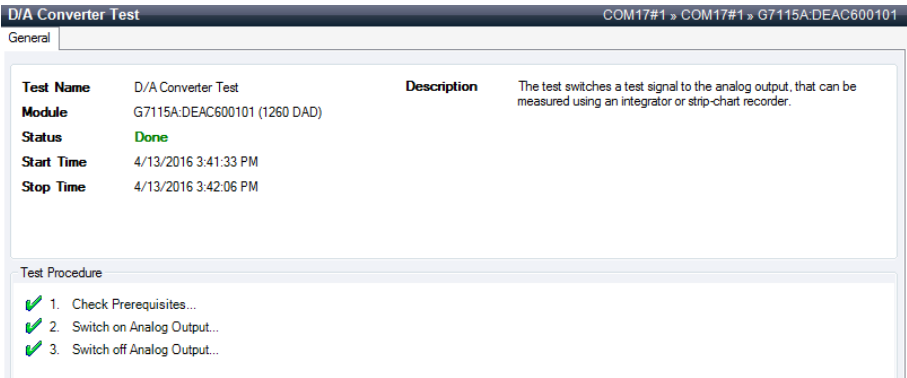 D/A Converter Test COM17#1 » COM17#1 » G7115A:DEAC600101
General
Test Name D/A Converter Test Description The test switches a test signal to the analog output, that can be
measured using an integrator or strip-chart recorder.
Module G7115A:DEAC600101 (1260 DAD)
Status Done
Start Time 4/13/2016 3:41:33 PM
Stop Time 4/13/2016 3:42:06 PM
Test Procedure
1. Check Prerequisites...
2. Switch on Analog Output...
3. Switch off Analog Output...